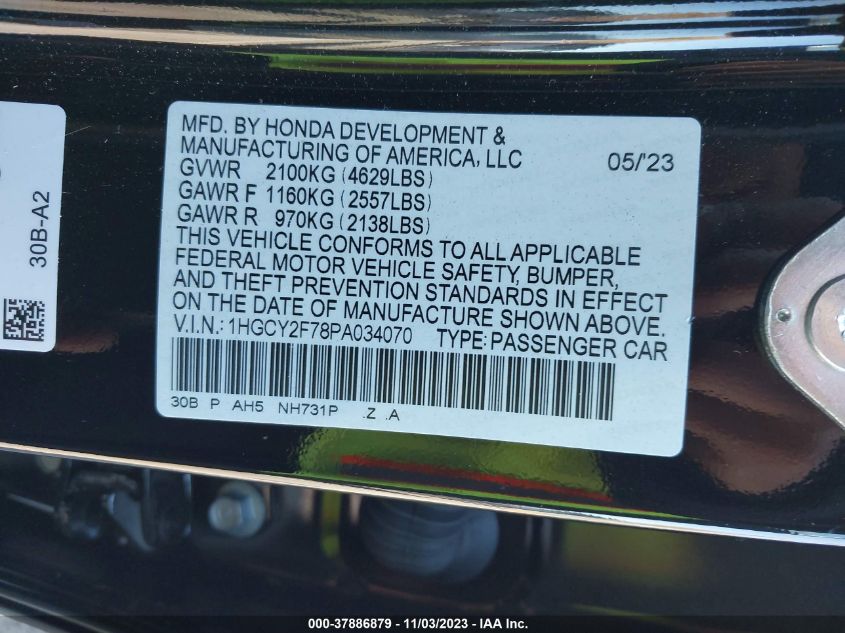 MFD. BY HONDA DEVELOPMENT &
MANUFACTURING OF AMERICA, LLC 05/'23
GVWR 2100KG (4629LBS)
GAWR F 1160KG (2557LBS)
GAWR R 970KG (2138LBS)
THIS VEHICLE CONFORMS TO ALL APPLICABLE
FEDERAL MOTOR VEHICLE SAFETY, BUMPER,
AND THEFT PREVENTION STANDARDS IN EFFECT
ON THE DATE OF MANUFACTURE SHOWN ABOVE.
V.I.N.: 1HGCY2F78PA034070 TYPE: PASSENGER CAR
30B P AH5 NH731P .Z .A
30B-A2
000-37886879 - 11/03/2023 - IAA Inc.